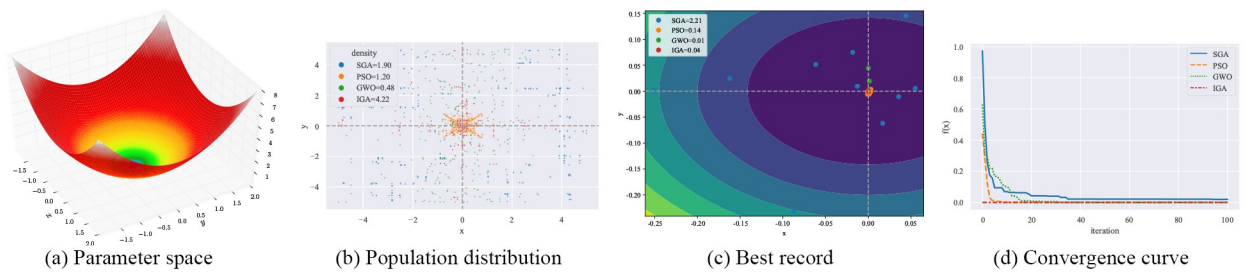 8
7
6
5
4
3
2
1
−1.5
−1.0
−0.5
0.0
0.5
1.0
1.5
2.0
x
−1.5
−1.0
−0.5
0.0
0.5
1.0
1.5
2.0
y
(a) Parameter space
density
SGA=1.90
PSO=1.20
GWO=0.48
IGA=4.22
4
2
0
−2
−4
y
−4 −2 0 2 4
x
(b) Population distribution
SGA=2.21
PSO=0.14
GWO=0.01
IGA=0.04
0.15
0.10
0.05
0.00
−0.05
−0.10
−0.15
−0.20
y
−0.25 −0.20 −0.15 −0.10 −0.05 0.00 0.05
x
(c) Best record
SGA
PSO
GWO
IGA
1.0
0.8
0.6
0.4
0.2
0.0
f(x)
0 20 40 60 80 100
iteration
(d) Convergence curve